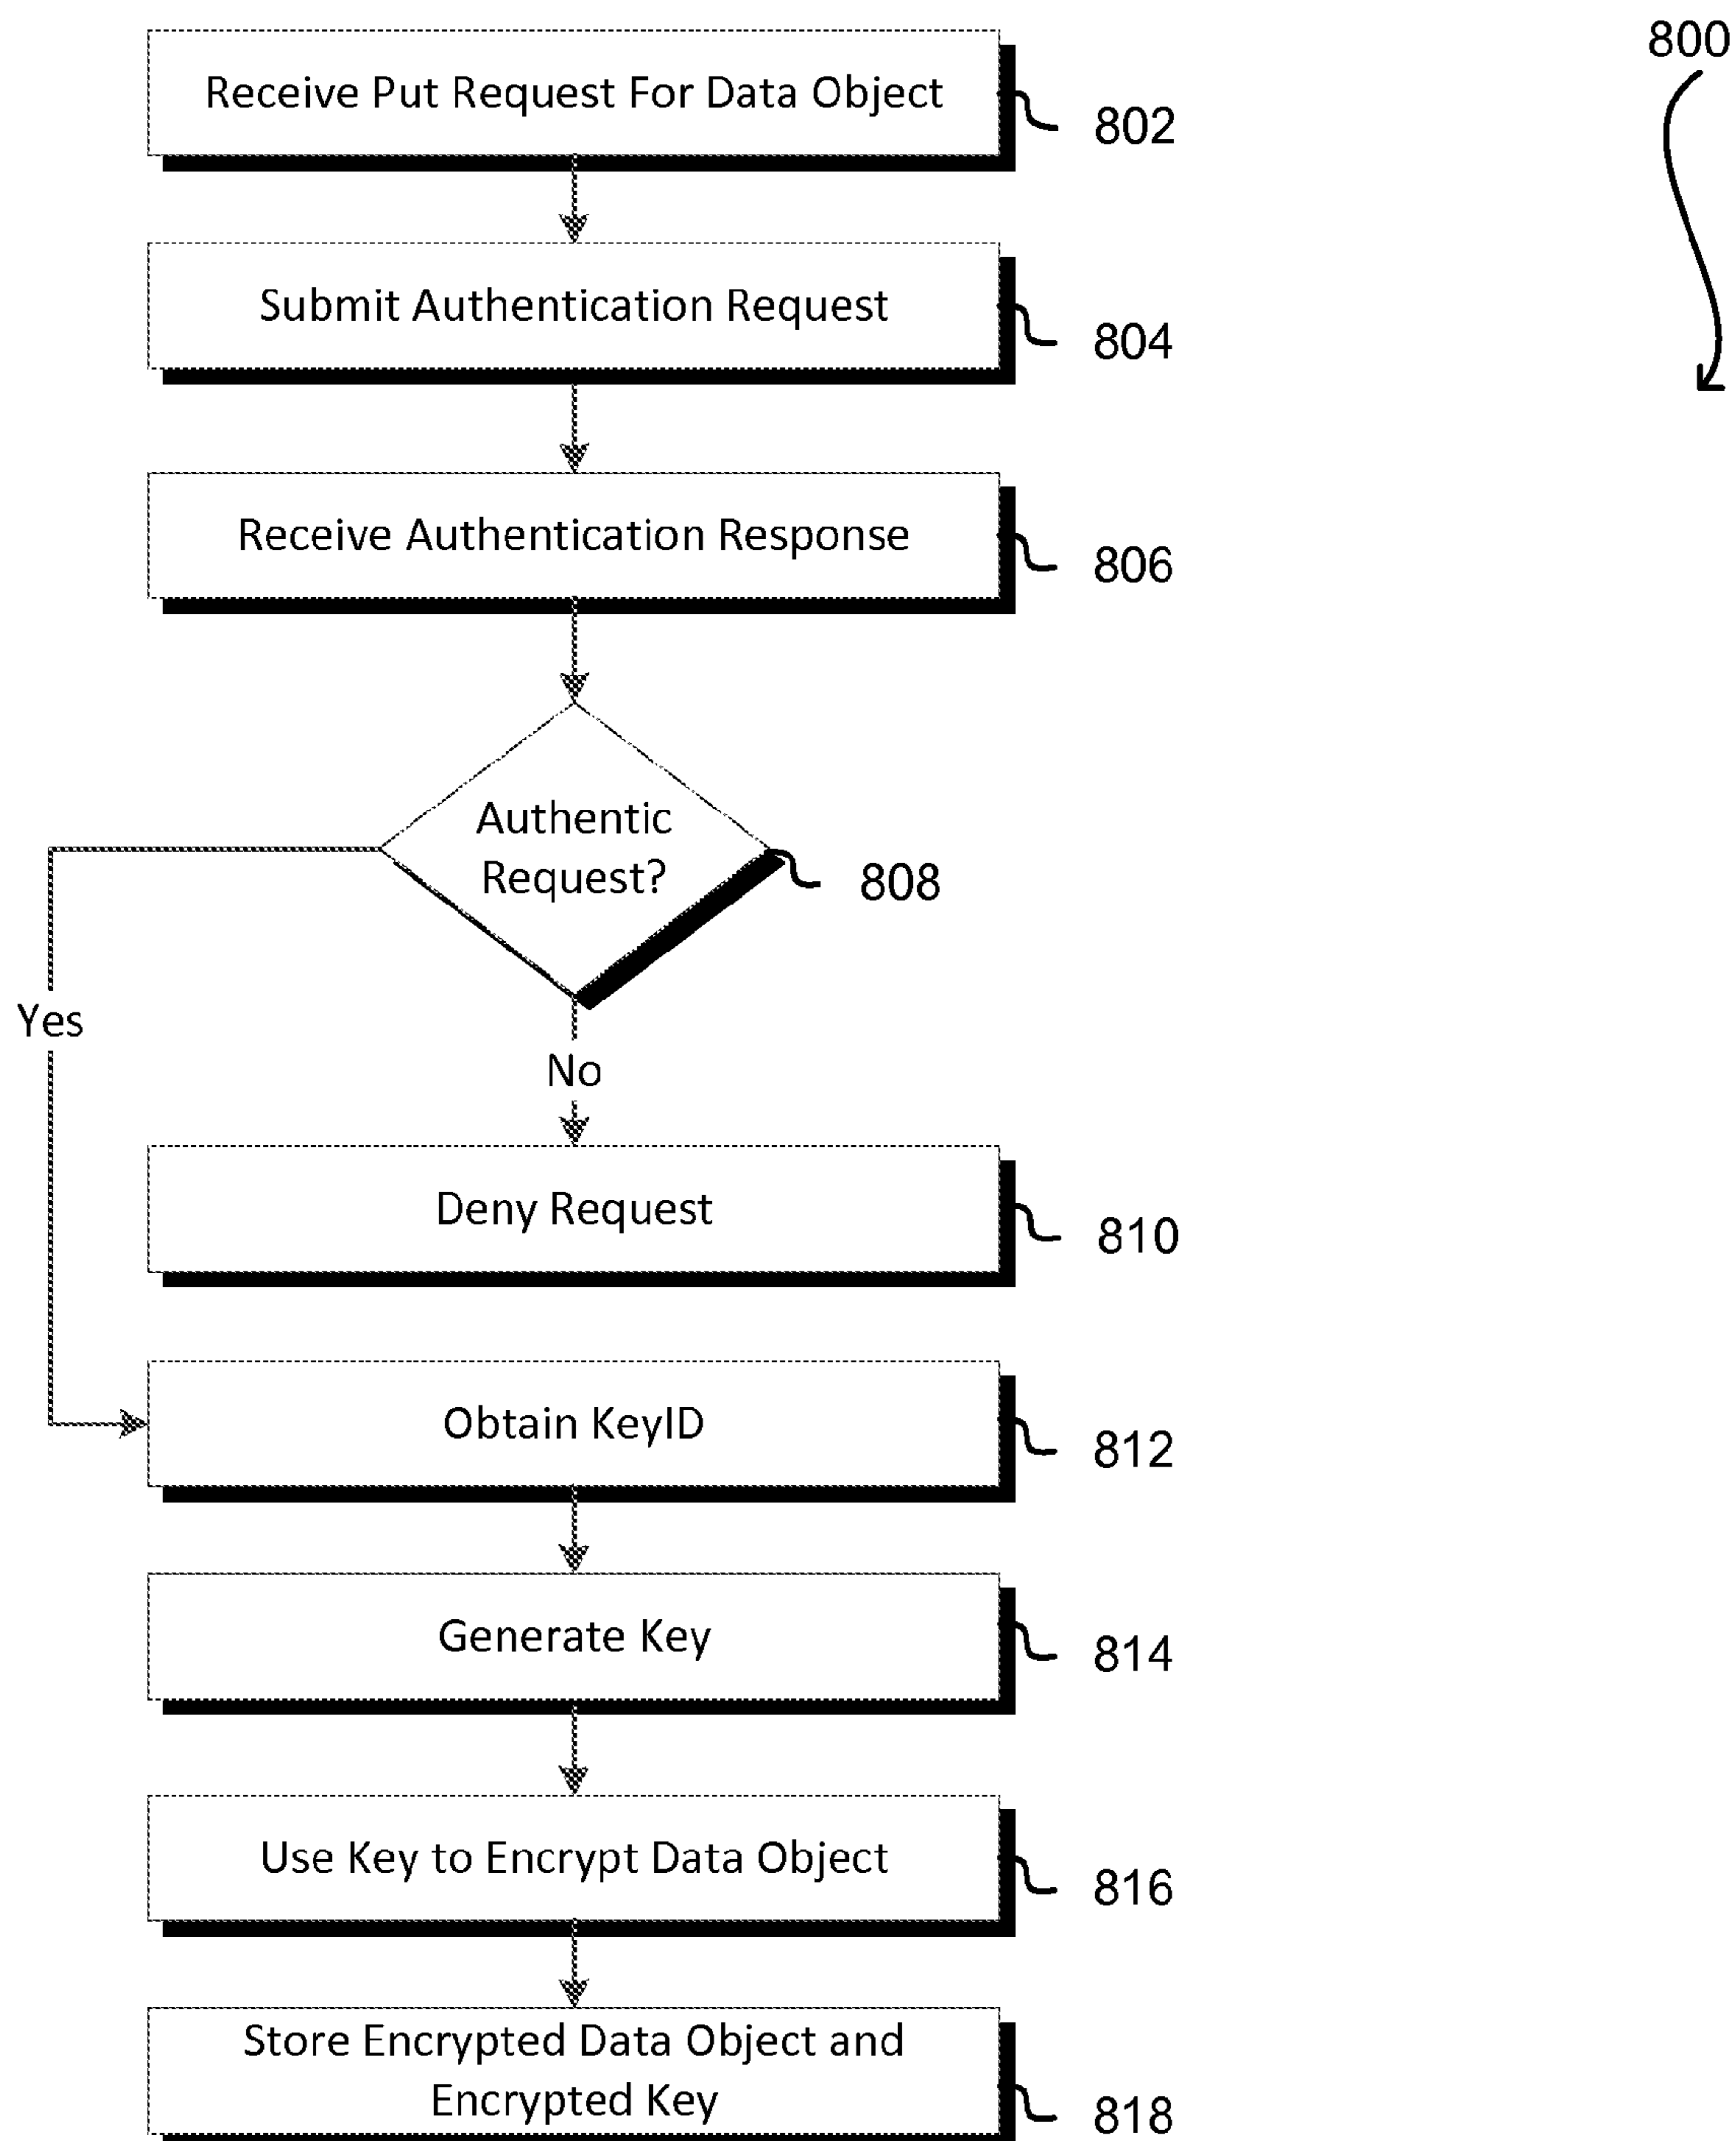 800
Receive Put Request For Data Object
802
Submit Authentication Request
804
Receive Authentication Response
806
Authentic
Request?
808
Yes
No
Deny Request
810
Obtain KeyID
812
Generate Key
814
Use Key to Encrypt Data Object
816
Store Encrypted Data Object and
Encrypted Key
818